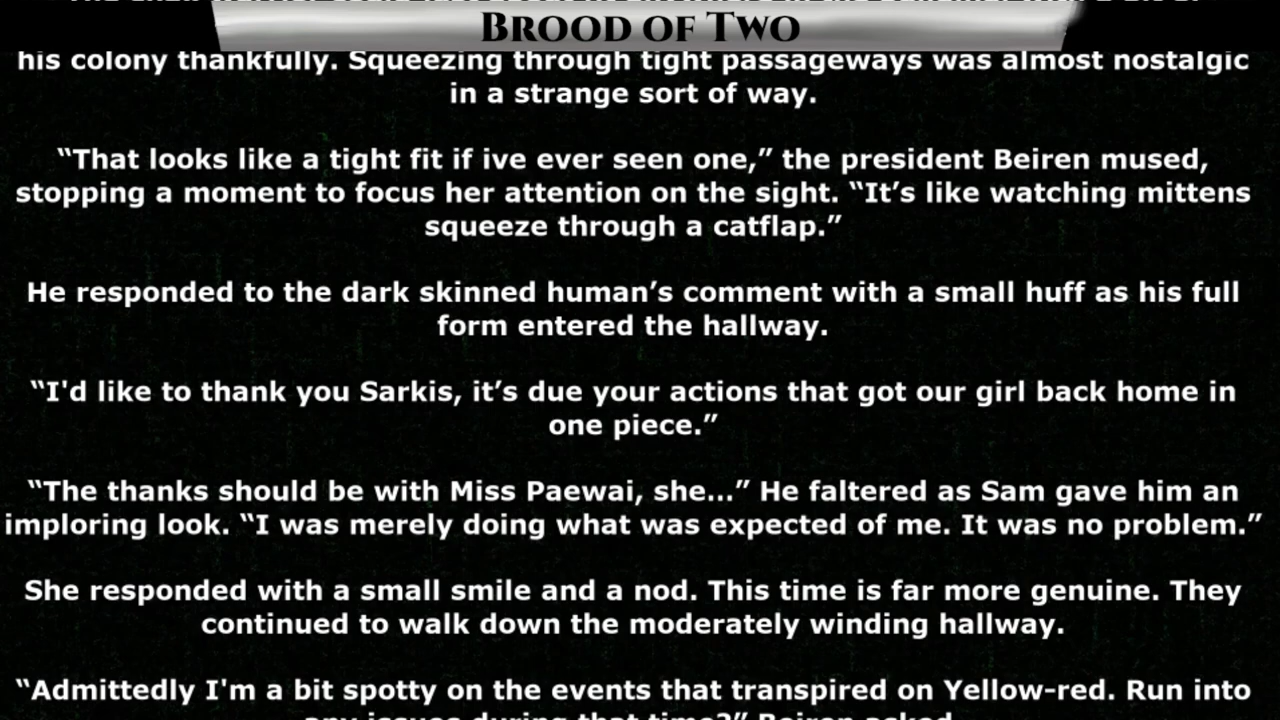 BROOD OF TWO
his colony thankfully. Squeezing through tight passageways was almost nostalgic
in a strange sort of way.
“That looks like a tight fit if ive ever seen one,” the president Beiren mused,
stopping a moment to focus her attention on the sight. “It’s like watching mittens
squeeze through a catflap.”
He responded to the dark skinned human’s comment with a small huff as his full
form entered the hallway.
“I'd like to thank you Sarkis, it’s due your actions that got our girl back home in
one piece.”
“The thanks should be with Miss Paewai, she...” He faltered as Sam gave him an
imploring look. “I was merely doing what was expected of me. It was no problem.”
She responded with a small smile and a nod. This time is far more genuine. They
continued to walk down the moderately winding hallway.
“Admittedly I'm a bit spotty on the events that transpired on Yellow-red. Run into
any issues during that time?” Beiren asked.